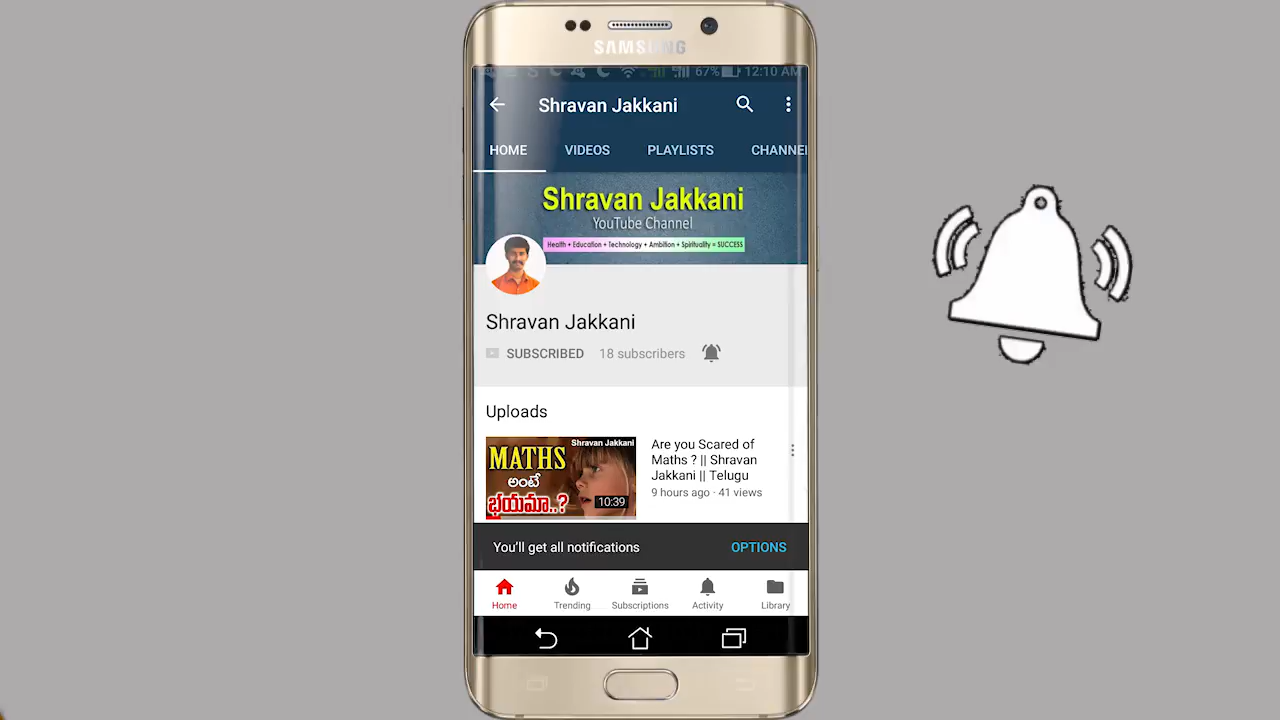 SAMSUNG
67% 12:10 AM
Shravan Jakkani
HOME VIDEOS PLAYLISTS CHANNEL
Shravan Jakkani
YouTube Channel
Health + Education + Technology + Ambition + Spirituality = SUCCESS
Shravan Jakkani
SUBSCRIBED 18 subscribers
Uploads
Shravan Jakkani
MATHS
అంటే
భయమా..?
10:39
Are you Scared of
Maths ? || Shravan
Jakkani || Telugu
9 hours ago · 41 views
You'll get all notifications OPTIONS
Home Trending Subscriptions Activity Library